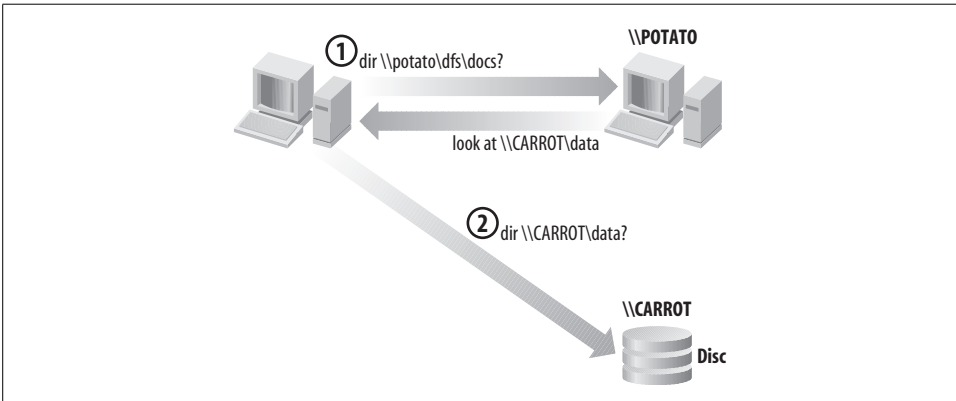 \\POTATO
1
dir \\potato\dfs\docs?
look at \\CARROT\data
2
dir \\CARROT\data?
\\CARROT
Disc